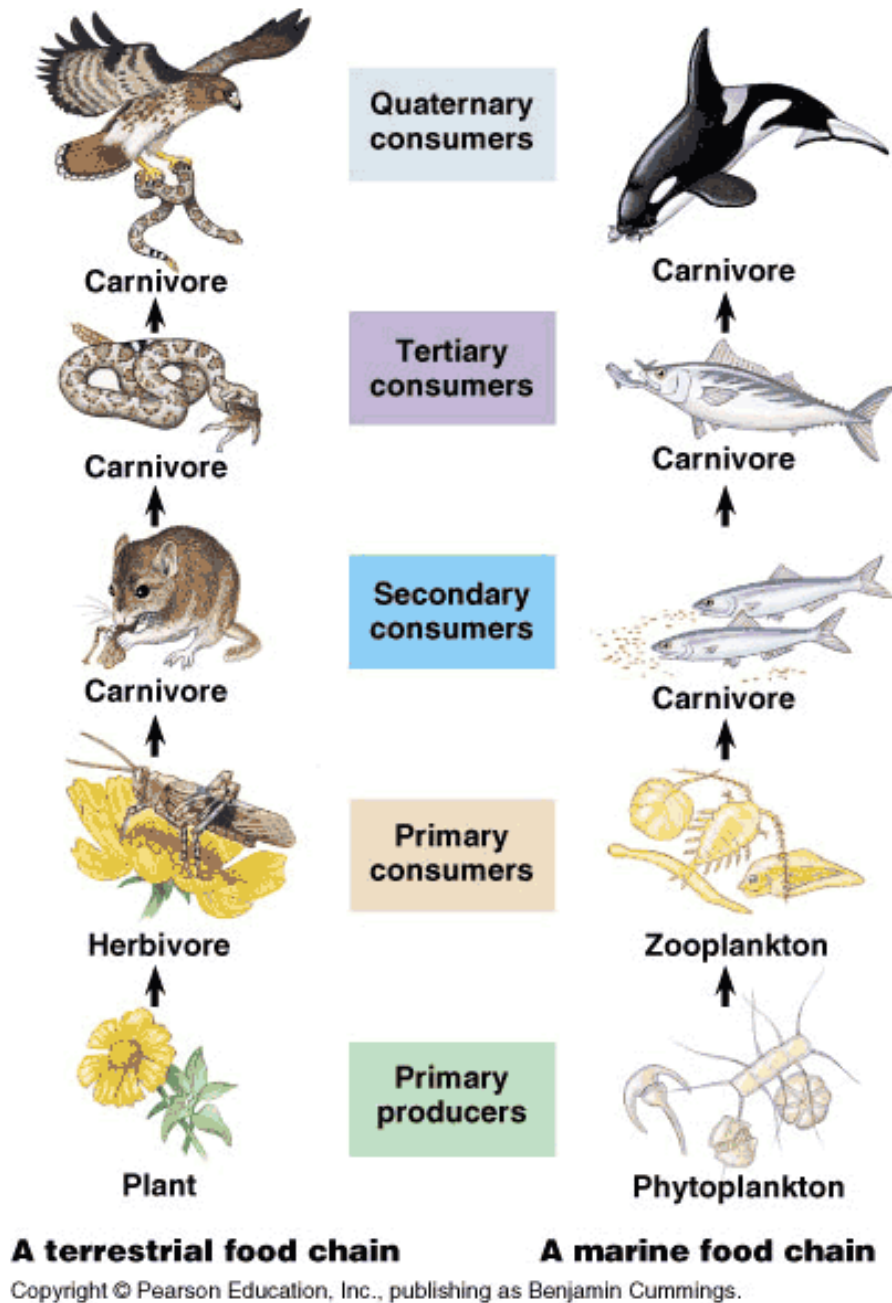 Quaternary
consumers
Carnivore
Carnivore
Tertiary
consumers
Carnivore
Carnivore
Secondary
consumers
Carnivore
Carnivore
Primary
consumers
Herbivore
Zooplankton
Primary
producers
Plant
Phytoplankton
A terrestrial food chain
A marine food chain
Copyright © Pearson Education, Inc., publishing as Benjamin Cummings.